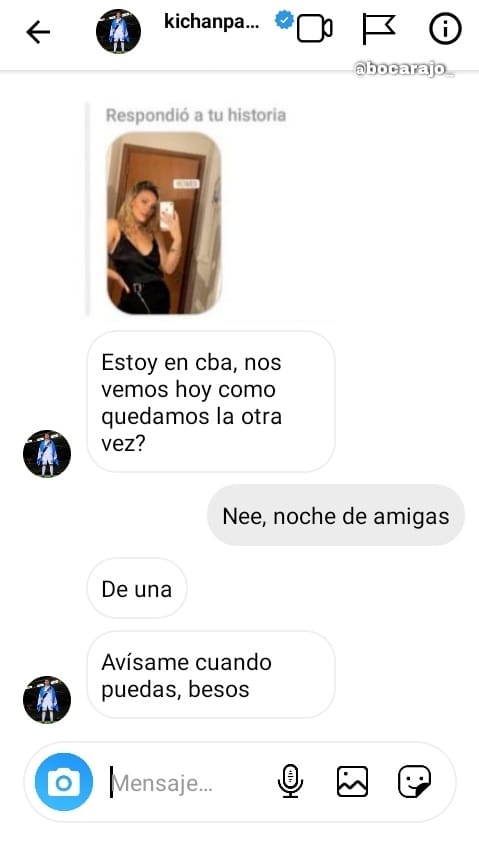 kichanpa...
@bocarajo_
Respondió a tu historia
Estoy en cba, nos
vemos hoy como
quedamos la otra
vez?
Nee, noche de amigas
De una
Avísame cuando
puedas, besos
Mensaje...